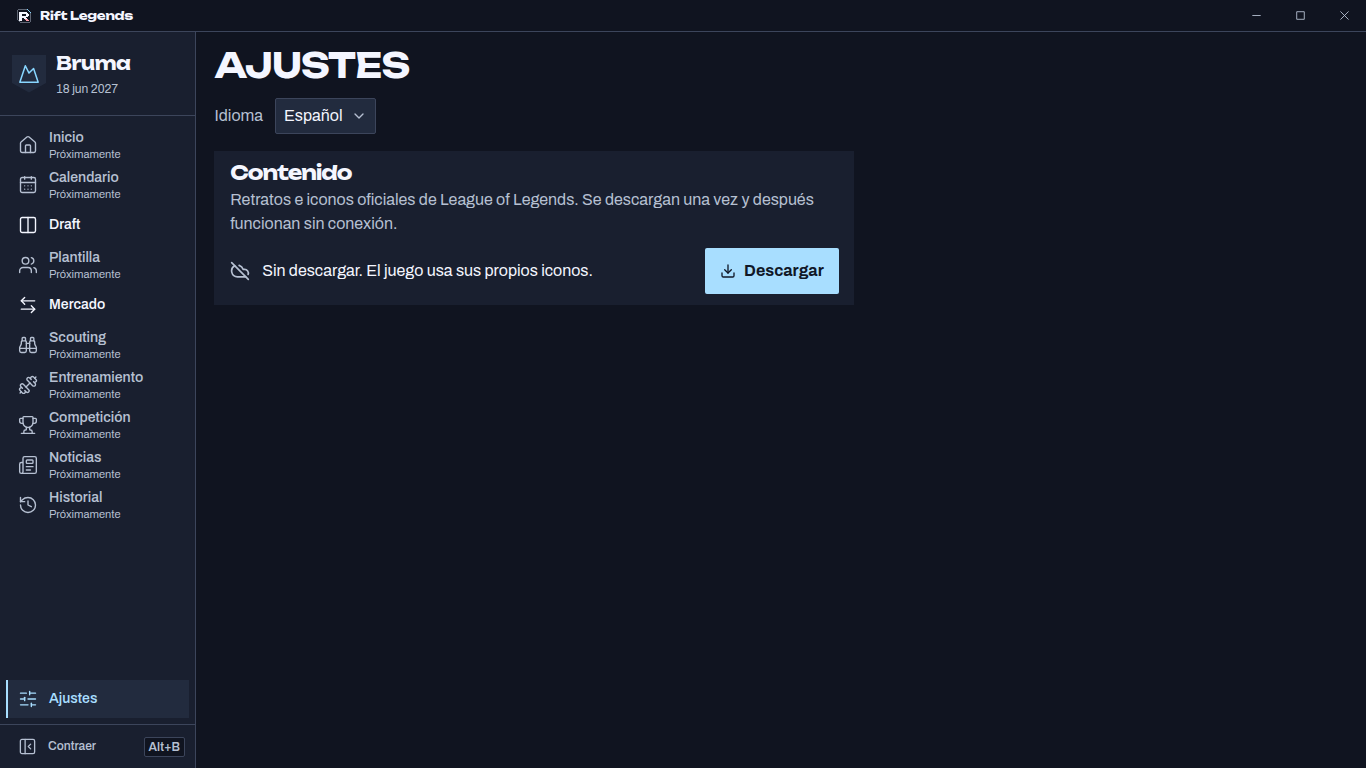 Rift Legends
Bruma
18 jun 2027
Inicio
Próximamente
Calendario
Próximamente
Draft
Plantilla
Próximamente
Mercado
Scouting
Próximamente
Entrenamiento
Próximamente
Competición
Próximamente
Noticias
Próximamente
Historial
Próximamente
Ajustes
Contraer Alt+B
AJUSTES
Idioma Español
Contenido
Retratos e iconos oficiales de League of Legends. Se descargan una vez y después
funcionan sin conexión.
Sin descargar. El juego usa sus propios iconos. Descargar